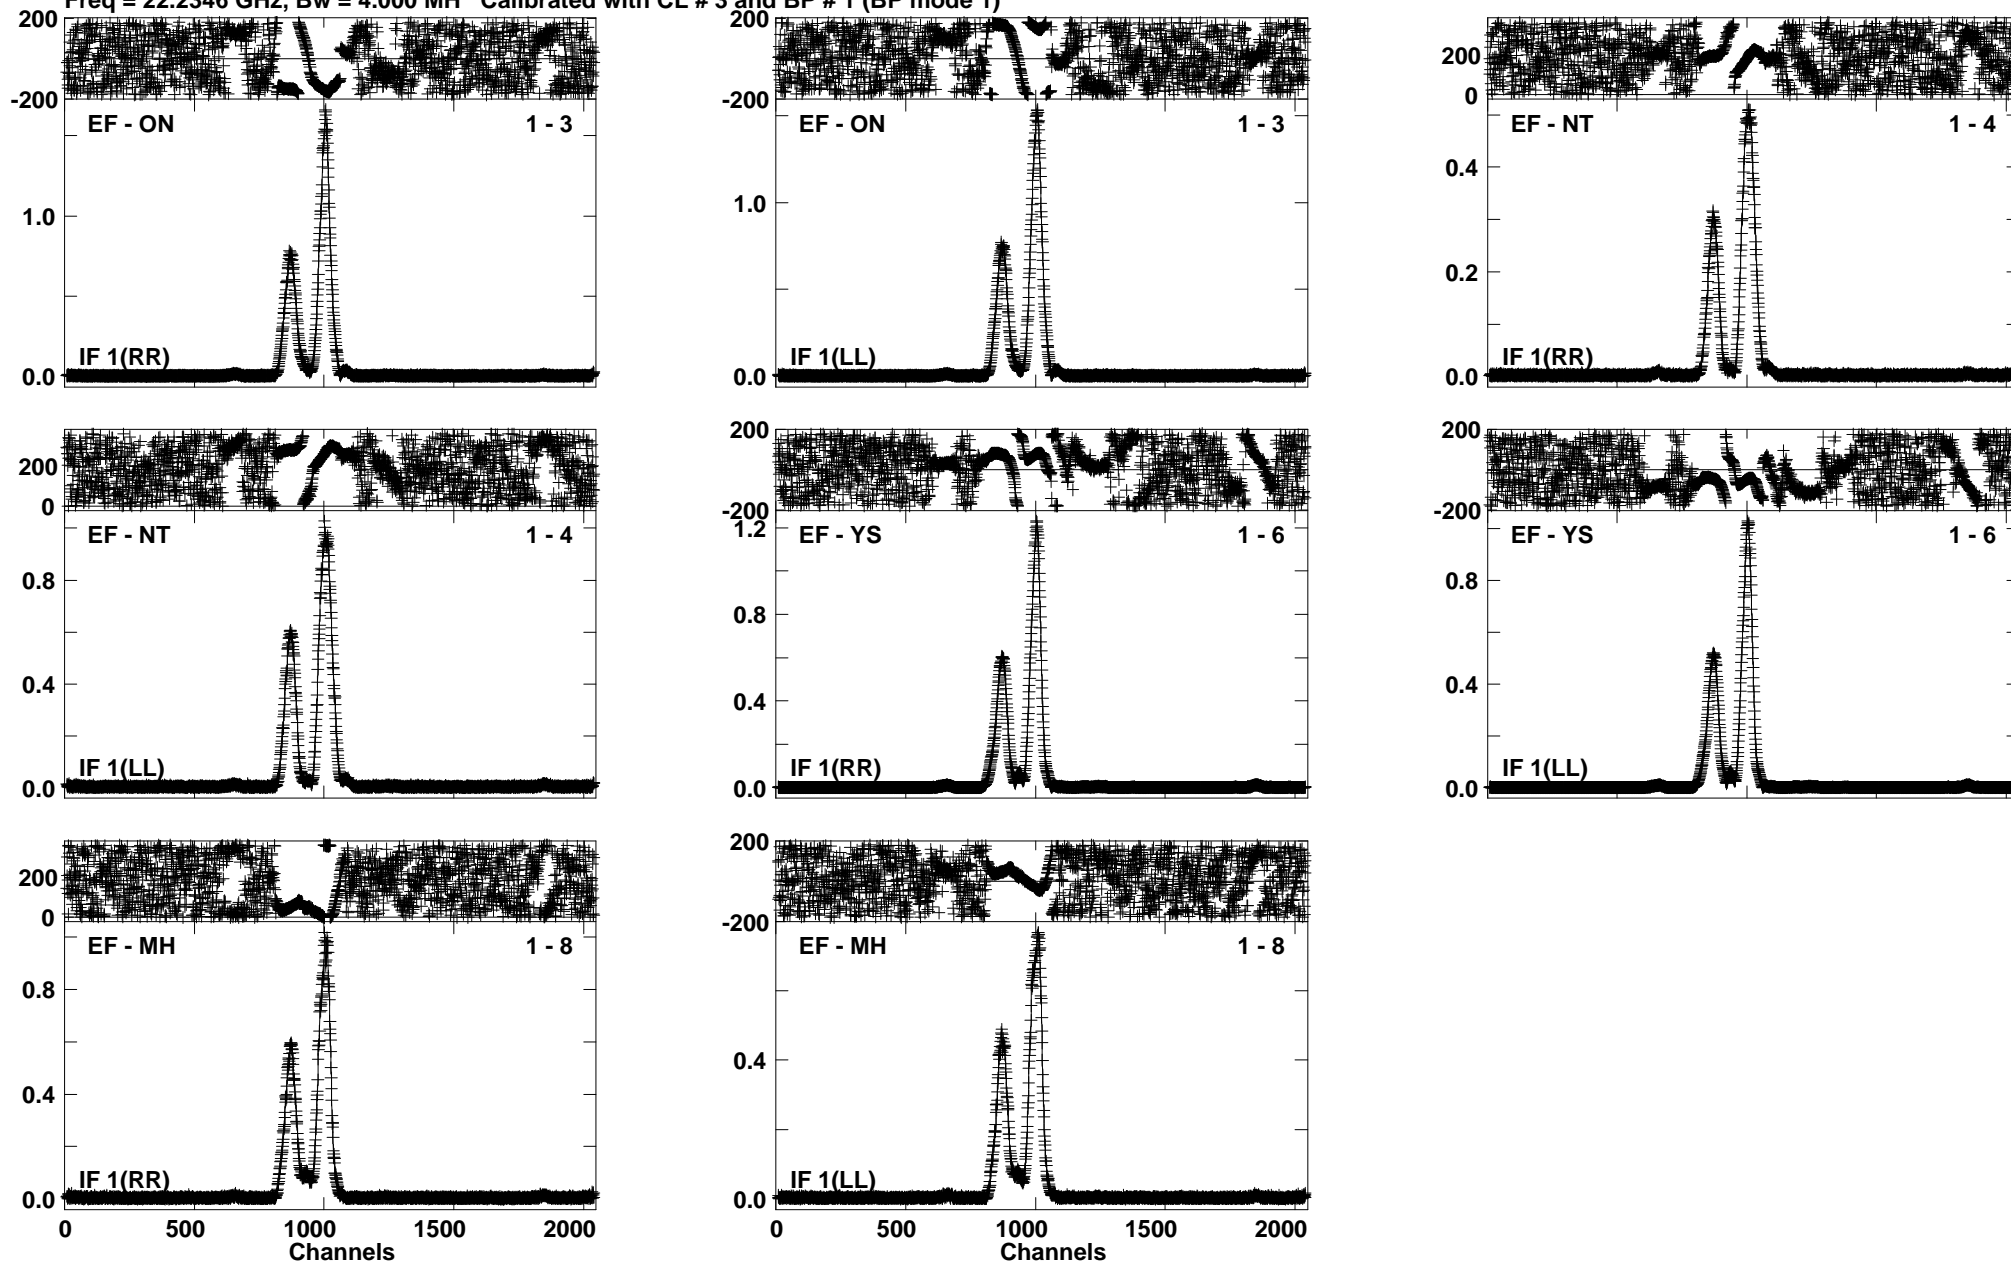 Freq = 22.2346 GHz, Bw = 4.000 MH Calibrated with CL # 3 and BP # 1 (BP mode 1)
200
-200
EF - ON 1 - 3
1.0
IF 1(RR)
0.0
200
-200
EF - ON 1 - 3
1.0
IF 1(LL)
0.0
200
0
EF - NT 1 - 4
0.4
0.2
IF 1(RR)
0.0
200
0
EF - NT 1 - 4
0.8
0.4
IF 1(LL)
0.0
200
-200
1.2
EF - YS 1 - 6
0.8
0.4
IF 1(RR)
0.0
200
-200
EF - YS 1 - 6
0.8
0.4
IF 1(LL)
0.0
200
0
EF - MH 1 - 8
0.8
0.4
IF 1(RR)
0.0
0 500 1000 1500 2000
Channels
200
-200
EF - MH 1 - 8
0.4
IF 1(LL)
0.0
0 500 1000 1500 2000
Channels